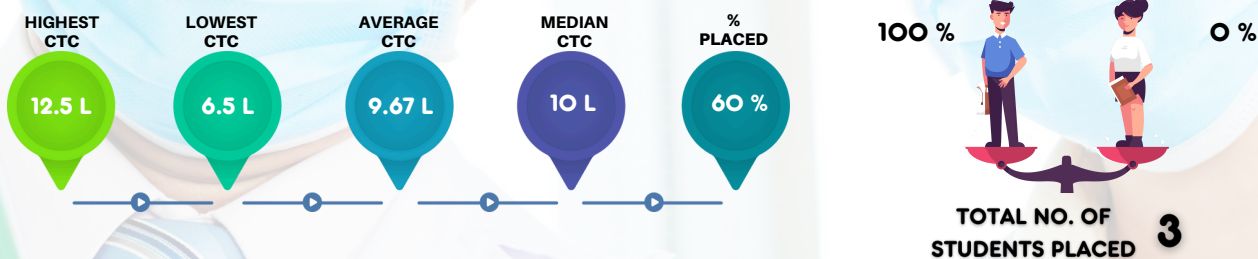 HIGHEST
CTC
LOWEST
CTC
AVERAGE
CTC
MEDIAN
CTC
%
PLACED
12.5 L
6.5 L
9.67 L
10 L
60 %
100 %
0 %
TOTAL NO. OF
STUDENTS PLACED
3